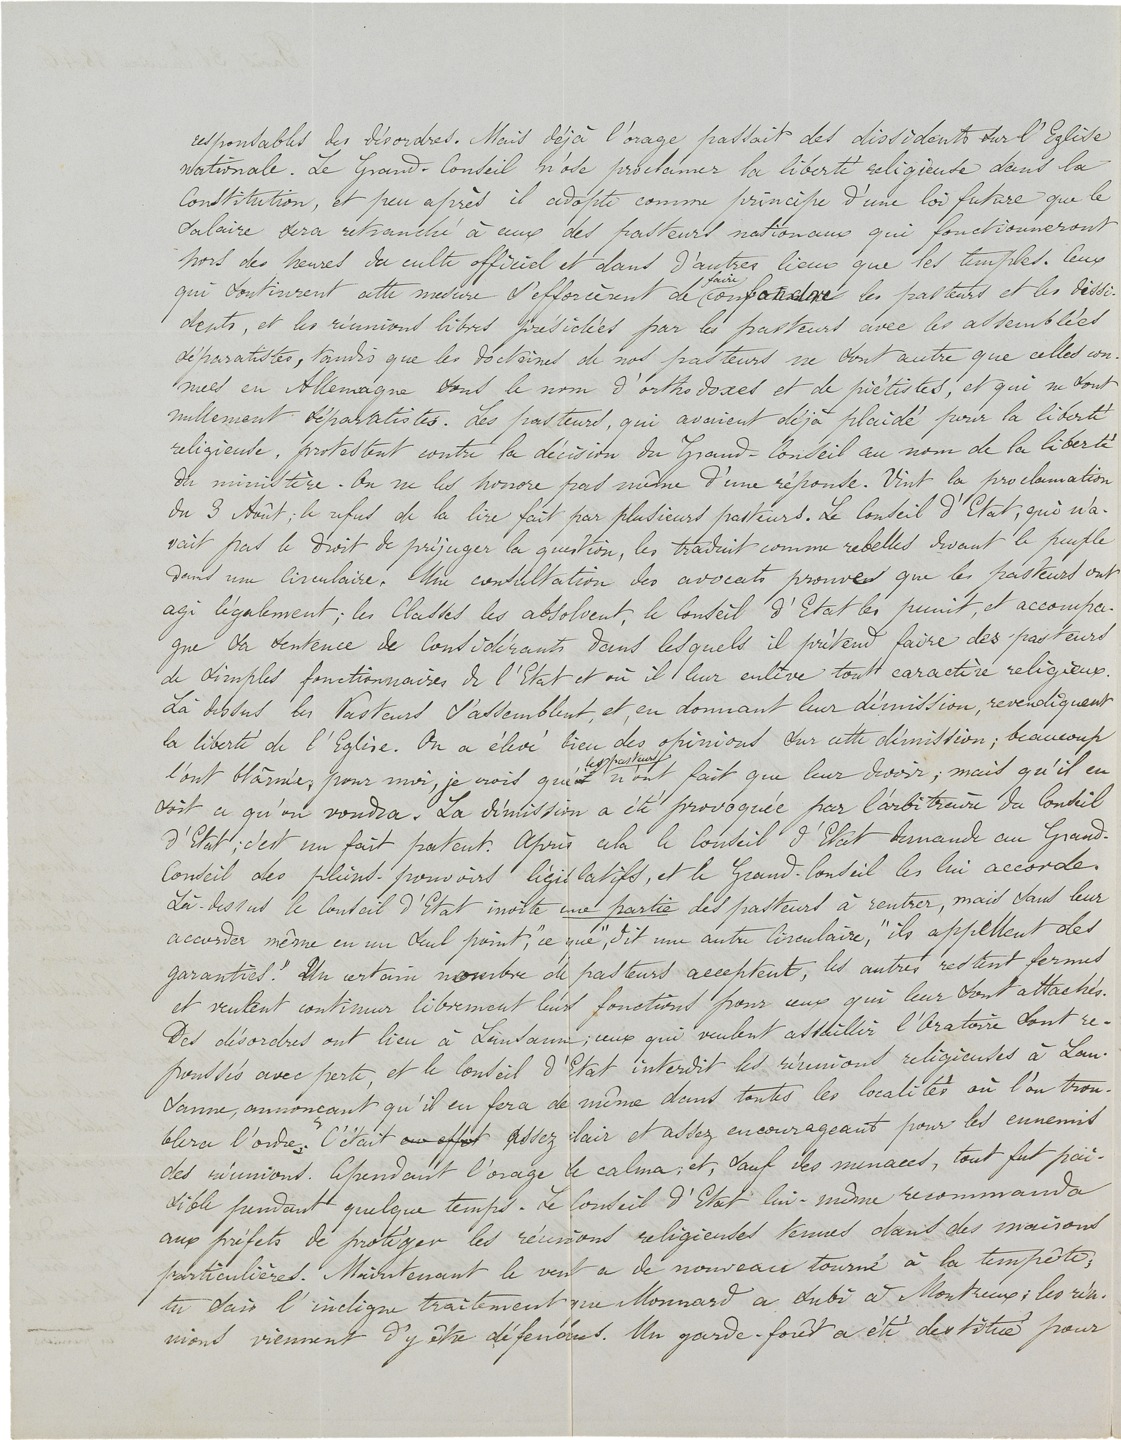 responsables des désordres. Mais déjà l'orage passait des dissidents sur l'Eglise
nationale. Le Grand-Conseil n'ose proclamer la liberté religieuse dans la
Constitution, et peu après il adopte comme principe d'une loi future que le
salaire sera retranché à ceux des pasteurs nationaux qui fonctionneront
hors des heures du culte officiel et dans d'autres lieux que les temples. Ceux
qui soutinrent cette mesure s'efforcèrent de faire confondre les pasteurs et les dissi-
dents, et les réunions libres présidées par les pasteurs avec les assemblées
séparatistes, tandis que les doctrines de nos pasteurs ne sont autre que celles con-
nues en Allemagne sous le nom d'orthodoxes et de piétistes, et qui ne sont
nullement séparatistes. Les pasteurs, qui avaient déjà plaidé pour la liberté
religieuse, protestent contre la décision du Grand-Conseil au nom de la liberté
du ministère. On ne les honore pas même d'une réponse. Vint la proclamation
du 3 Août; le refus de la lire fait par plusieurs pasteurs. Le Conseil d'Etat, qui n'a-
vait pas le droit de préjuger la question, les traduit comme rebelles devant le peuple
dans une circulaire. Une consultation des avocats prouve que les pasteurs ont
agi légalement; les Classes les absolvent, le Conseil d'Etat les punit, et accompa-
gne sa sentence de considérants dans lesquels il prétend faire des pasteurs
de simples fonctionnaires de l'Etat et où il leur enlève tout caractère religieux.
Là dessus les Pasteurs s'assemblent, et, en donnant leur démission, revendiquent
la liberté de l'Eglise. On a élevé bien des opinions sur cette démission; beaucoup
l'ont blâmée, pour moi, je crois que les pasteurs n'ont fait que leur devoir; mais qu'il en
soit ce qu'on voudra. La démission a été provoquée par l'arbitraire du Conseil
d'Etat; c'est un fait patent. Après cela le Conseil d'Etat demande au Grand-
Conseil des pleins-pouvoirs législatifs, et le Grand-Conseil les lui accorde.
Là-dessus le Conseil d'Etat invite une partie des pasteurs à rentrer, mais sans leur
accorder même en un seul point, "ce que", dit une autre circulaire, "ils appellent des
garanties." Un certain nombre de pasteurs acceptent, les autres restent fermes
et veulent continuer librement leurs fonctions pour ceux qui leur sont attachés.
Des désordres ont lieu à Lausanne; ceux qui veulent assaillir l'Oratoire sont re-
poussés avec perte, et le Conseil d'Etat interdit les réunions religieuses à Lau-
sanne, annonçant qu'il en fera de même dans toutes les localités où l'on trou-
blera l'ordre. C'était en effet assez clair et assez encourageant pour les ennemis
des réunions. Cependant l'orage se calma; et, sauf des menaces, tout fut pai-
sible pendant quelque temps. Le Conseil d'Etat lui-même recommanda
aux préfets de protéger les réunions religieuses tenues dans des maisons
particulières. Maintenant le vent a de nouveau tourné à la tempête;
tu sais l'indigne traitement que Monnard a subi à Montreux; les réu-
nions viennent d'y être défendues. Un garde-forêt a été destitué pour